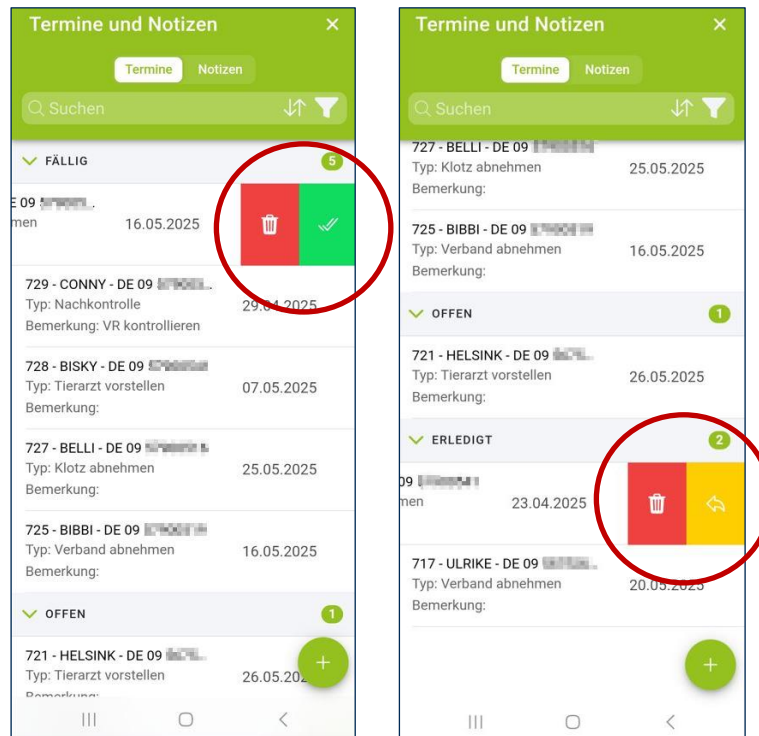 Termine und Notizen
Termine Notizen
Suchen
FÄLLIG 5
E 09
men 16.05.2025
729 - CONNY - DE 09
Typ: Nachkontrolle 29.04.2025
Bemerkung: VR kontrollieren
728 - BISKY - DE 09
Typ: Tierarzt vorstellen 07.05.2025
Bemerkung:
727 - BELLI - DE 09
Typ: Klotz abnehmen 25.05.2025
Bemerkung:
725 - BIBBI - DE 09
Typ: Verband abnehmen 16.05.2025
Bemerkung:
OFFEN 1
721 - HELSINK - DE 09
Typ: Tierarzt vorstellen 26.05.20
Bemerkung:
Termine und Notizen
Termine Notizen
Suchen
727 - BELLI - DE 09
Typ: Klotz abnehmen 25.05.2025
Bemerkung:
725 - BIBBI - DE 09
Typ: Verband abnehmen 16.05.2025
Bemerkung:
OFFEN 1
721 - HELSINK - DE 09
Typ: Tierarzt vorstellen 26.05.2025
Bemerkung:
ERLEDIGT 2
09
men 23.04.2025
717 - ULRIKE - DE 09
Typ: Verband abnehmen 20.05.2025
Bemerkung: